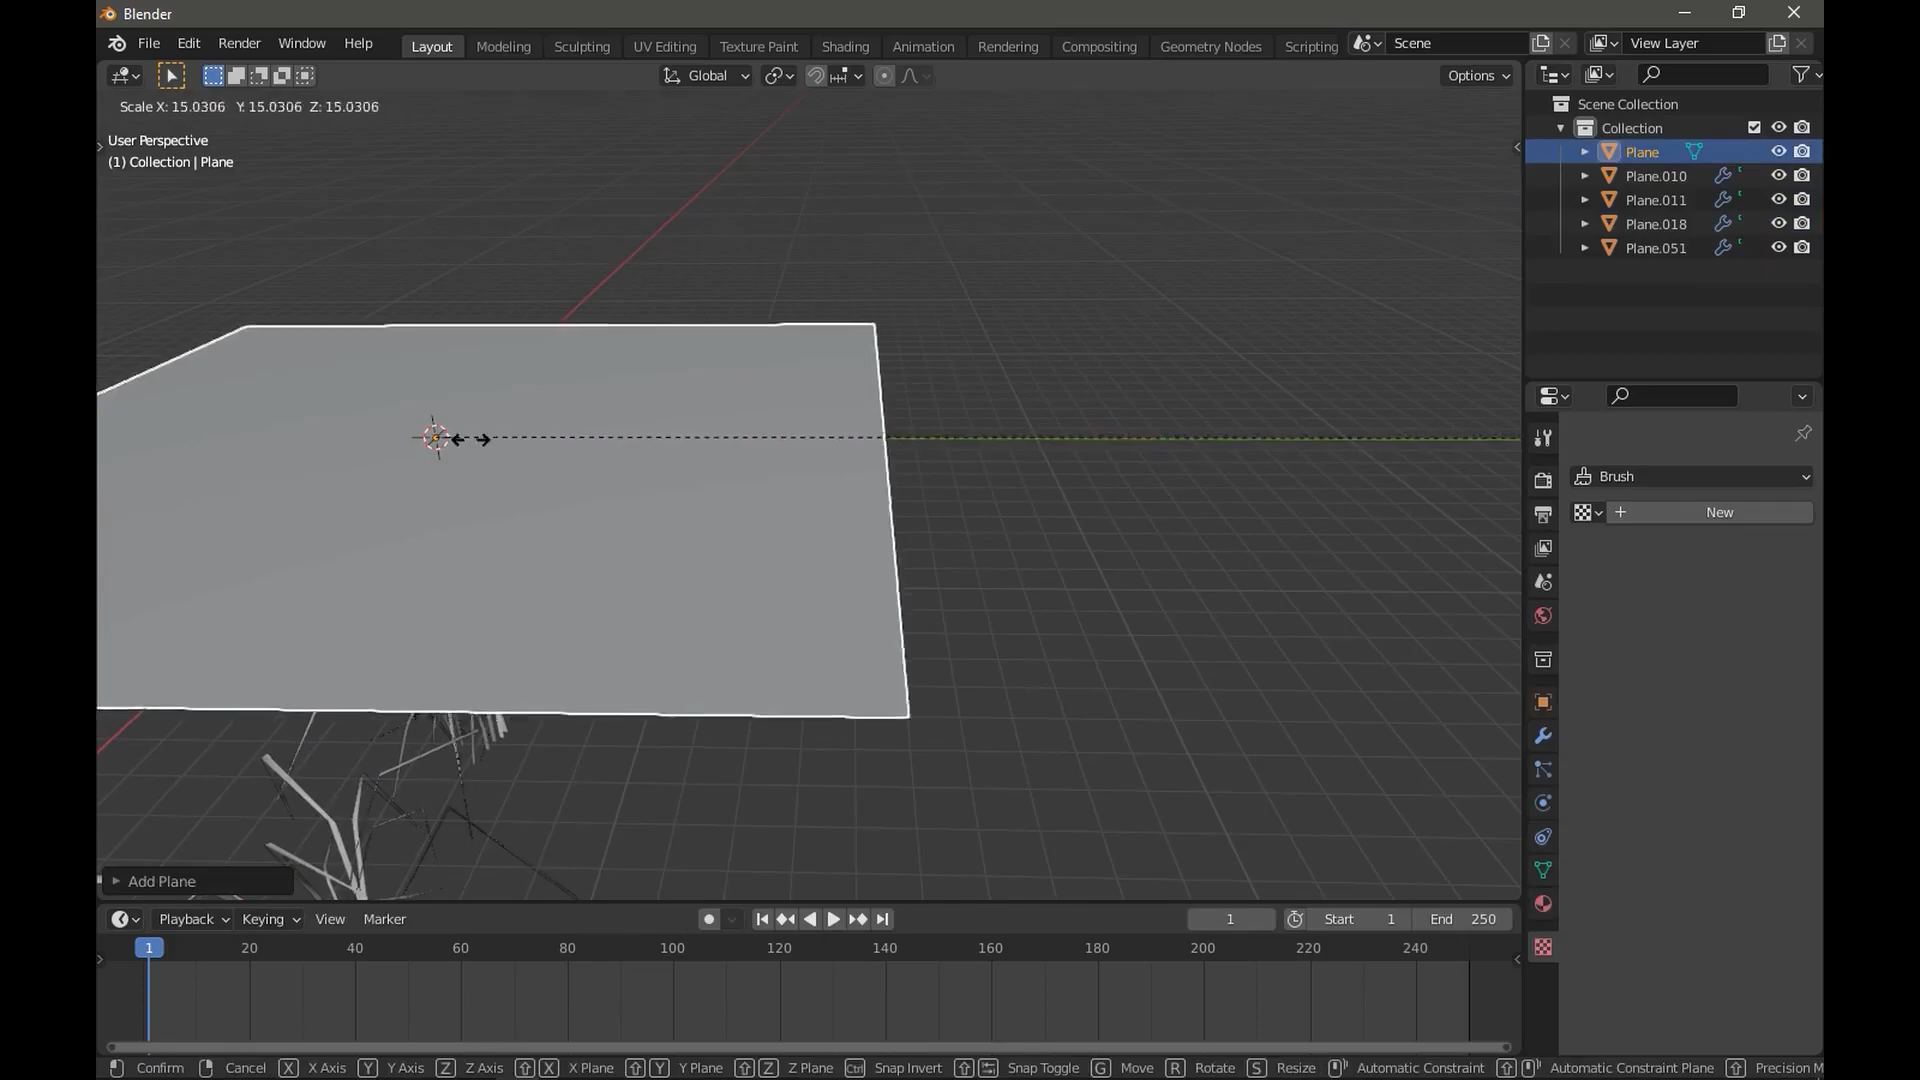 Blender
File Edit Render Window Help Layout Modeling Sculpting UV Editing Texture Paint Shading Animation Rendering Compositing Geometry Nodes Scripting Scene View Layer
Global Options
Scale X: 15.0306 Y: 15.0306 Z: 15.0306
Scene Collection
User Perspective
Collection
(1) Collection | Plane
Plane
Plane.010
Plane.011
Plane.018
Plane.051
Brush
New
Add Plane
Playback Keying View Marker 1 Start 1 End 250
1 20 40 60 80 100 120 140 160 180 200 220 240
Confirm Cancel X X Axis Y Y Axis Z Z Axis X X Plane Y Y Plane Z Z Plane Ctrl Snap Invert Snap Toggle G Move R Rotate S Resize Automatic Constraint Automatic Constraint Plane Precision M